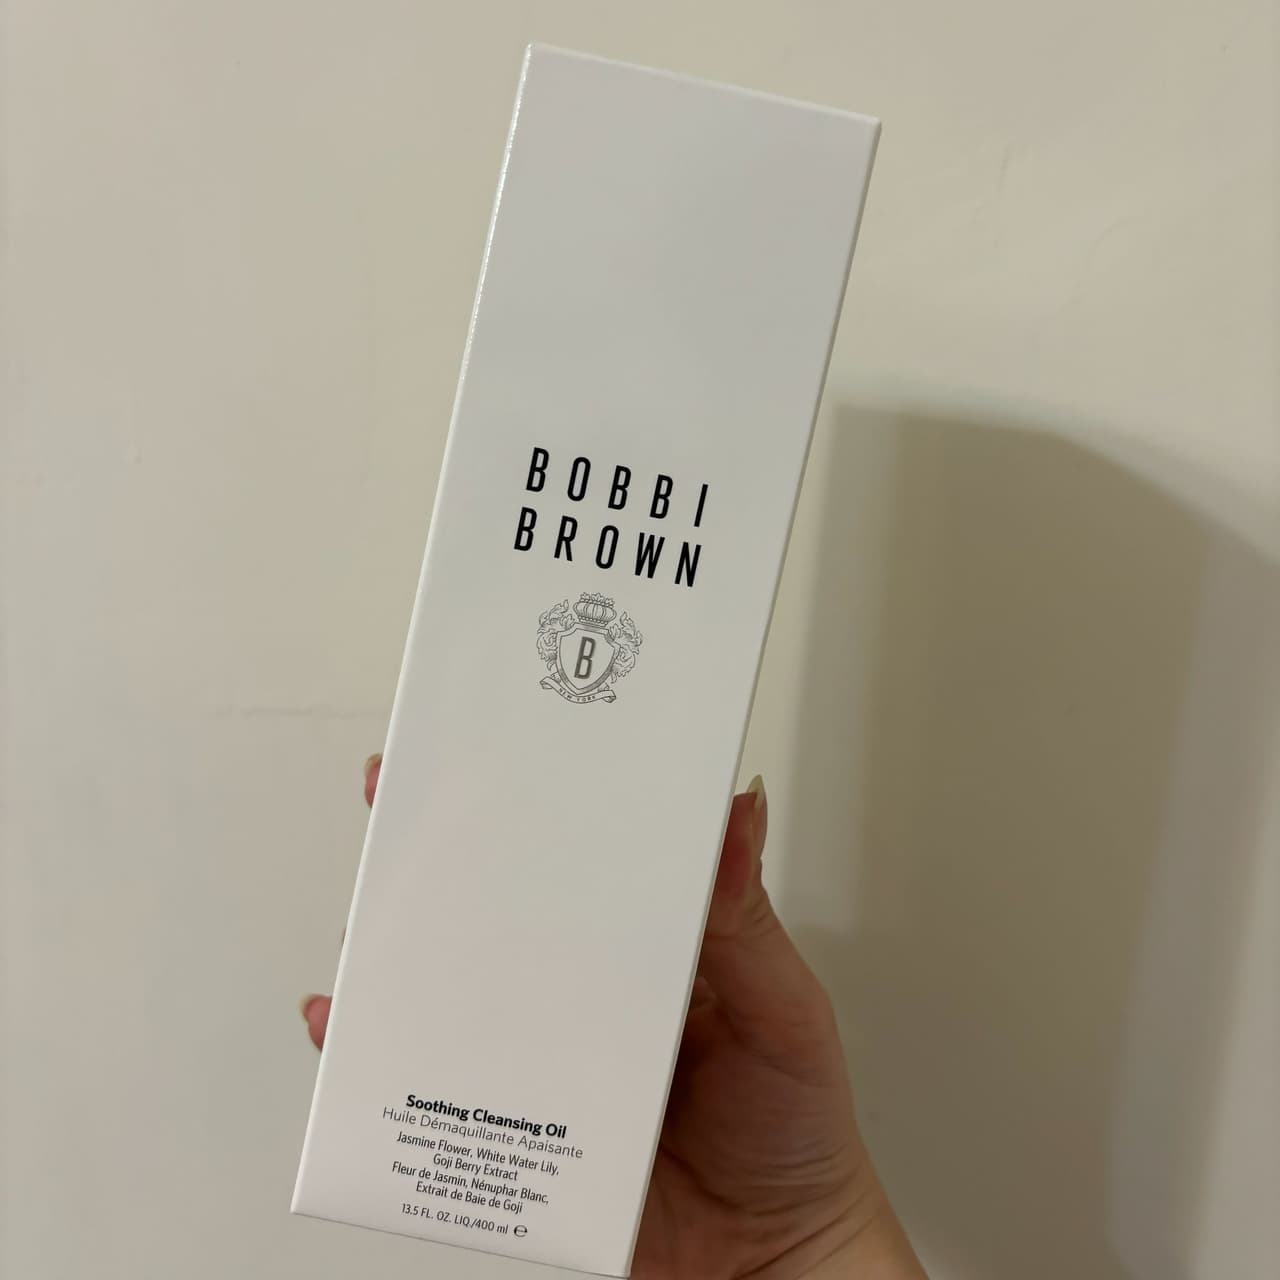 BOBBI
BROWN
B
NEW YORK
Soothing Cleansing Oil
Huile Démaquillante Apaisante
Jasmine Flower, White Water Lily,
Goji Berry Extract
Fleur de Jasmin, Nénuphar Blanc,
Extrait de Baie de Goji
13.5 FL. OZ. LIQ./400 ml ℮